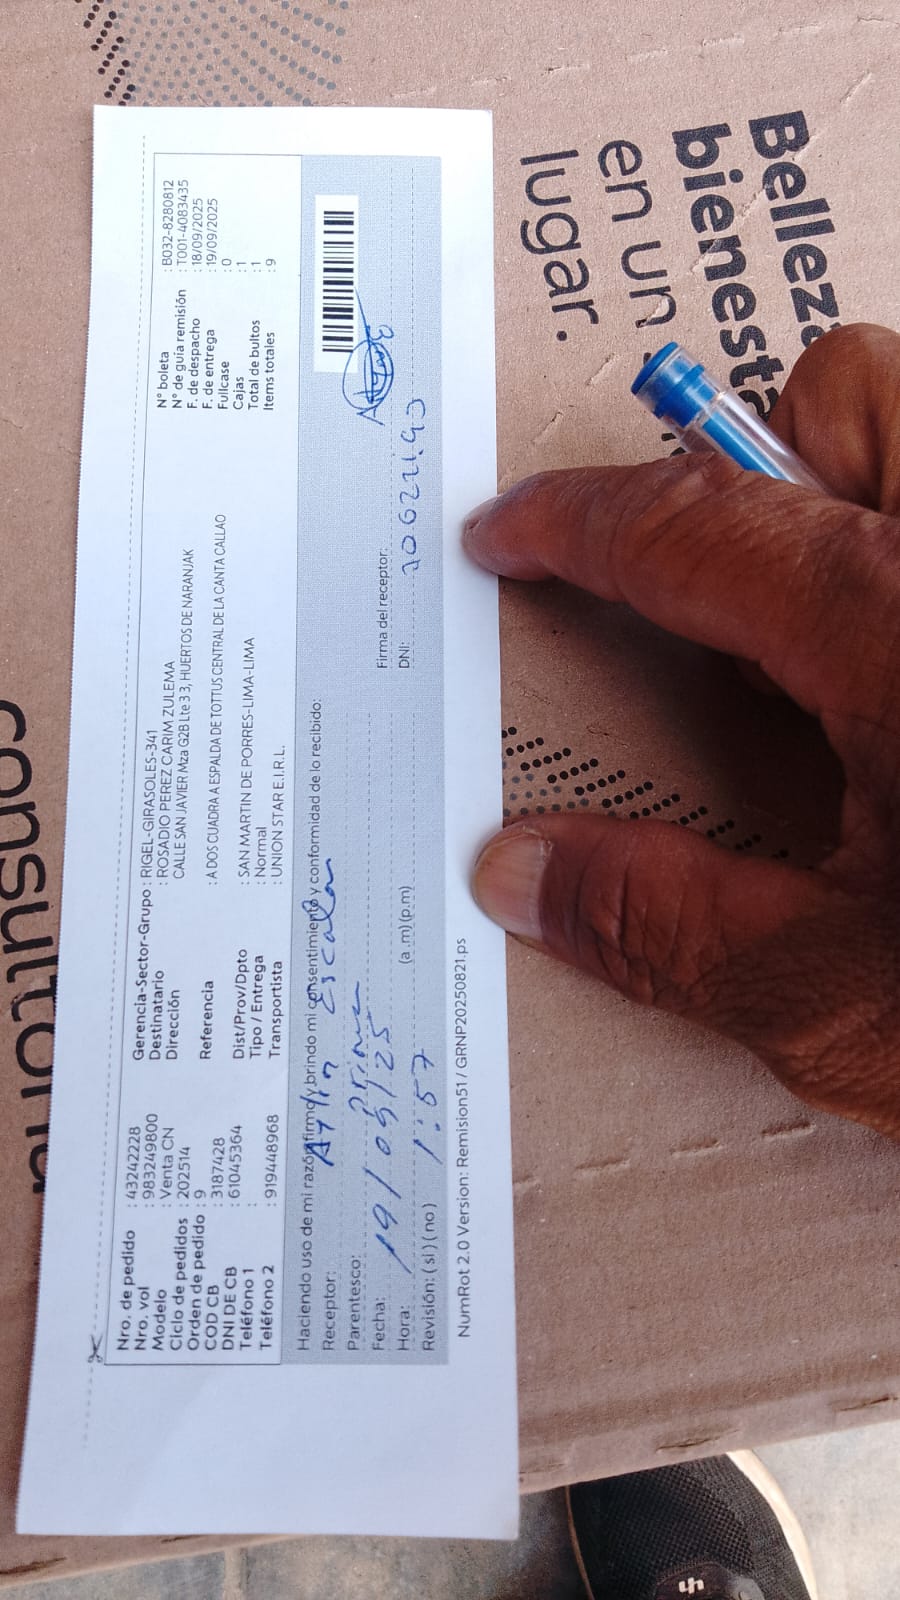 Nro. de pedido : 43242228
Nro. vol : 983249800
Modelo : Venta CN
Ciclo de pedidos : 202514
Orden de pedido : 9
COD CB : 3187428
DNI DE CB : 61045364
Teléfono 1 :
Teléfono 2 : 919448968
Gerencia-Sector-Grupo : RIGEL-GIRASOLES-341
Destinatario : ROSADIO PEREZ CARIM ZULEMA
Dirección CALLE SAN JAVIER Mza G2B Lte 3 3, HUERTOS DE NARANJAK
Referencia : A DOS CUADRA A ESPALDA DE TOTTUS CENTRAL DE LA CANTA CALLAO
Dist/Prov/Dpto : SAN MARTIN DE PORRES-LIMA-LIMA
Tipo / Entrega : Normal
Transportista : UNION STAR E.I.R.L.
N° boleta : B032-8280812
N° de guía remisión : T001-4083435
F. de despacho : 18/09/2025
F. de entrega : 19/09/2025
Fullcase : 0
Cajas : 1
Total de bultos : 1
Items totales : 9
Haciendo uso de mi razón firmo y brindo mi consentimiento y conformidad de lo recibido:
Receptor: Escala
Parentesco:
Fecha: 19/09/25
Hora: 1:57 (a.m)(p.m)
Revisión: ( si ) ( no )
Firma del receptor:
DNI:
NumRot 2.0 Version: Remision51 / GRNP20250821.ps
Belleza
bienesta
en un
lugar.